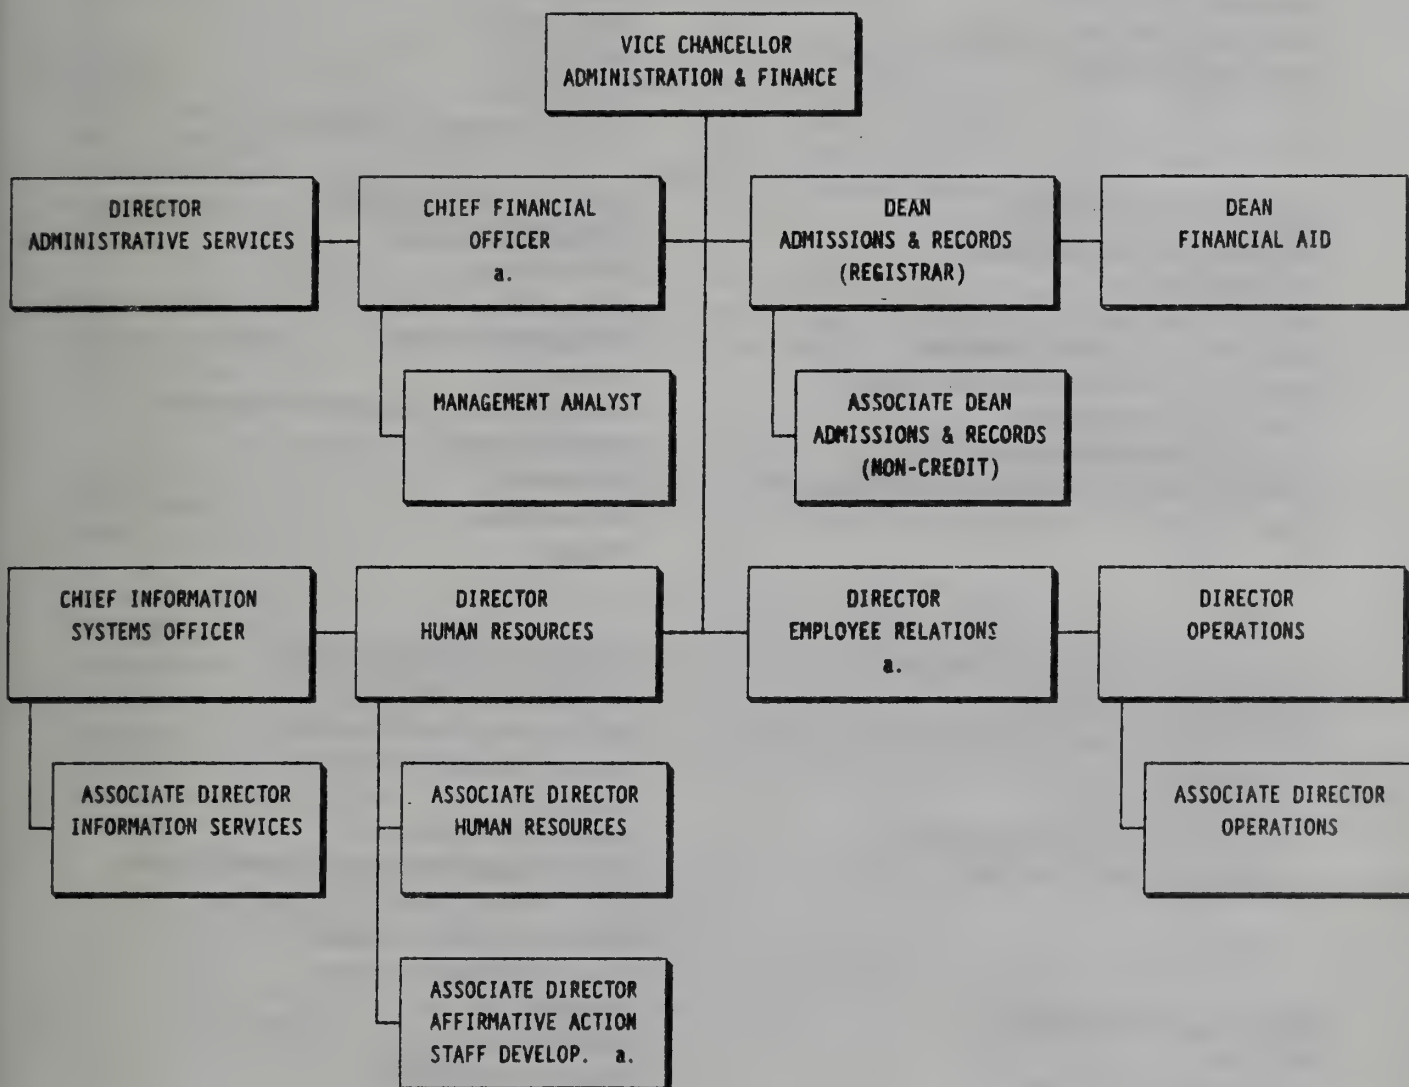 VICE CHANCELLOR
ADMINISTRATION & FINANCE
DIRECTOR
ADMINISTRATIVE SERVICES
CHIEF FINANCIAL
OFFICER
a.
DEAN
ADMISSIONS & RECORDS
(REGISTRAR)
DEAN
FINANCIAL AID
MANAGEMENT ANALYST
ASSOCIATE DEAN
ADMISSIONS & RECORDS
(NON-CREDIT)
CHIEF INFORMATION
SYSTEMS OFFICER
DIRECTOR
HUMAN RESOURCES
DIRECTOR
EMPLOYEE RELATIONS
a.
DIRECTOR
OPERATIONS
ASSOCIATE DIRECTOR
INFORMATION SERVICES
ASSOCIATE DIRECTOR
HUMAN RESOURCES
ASSOCIATE DIRECTOR
OPERATIONS
ASSOCIATE DIRECTOR
AFFIRMATIVE ACTION
STAFF DEVELOP. a.